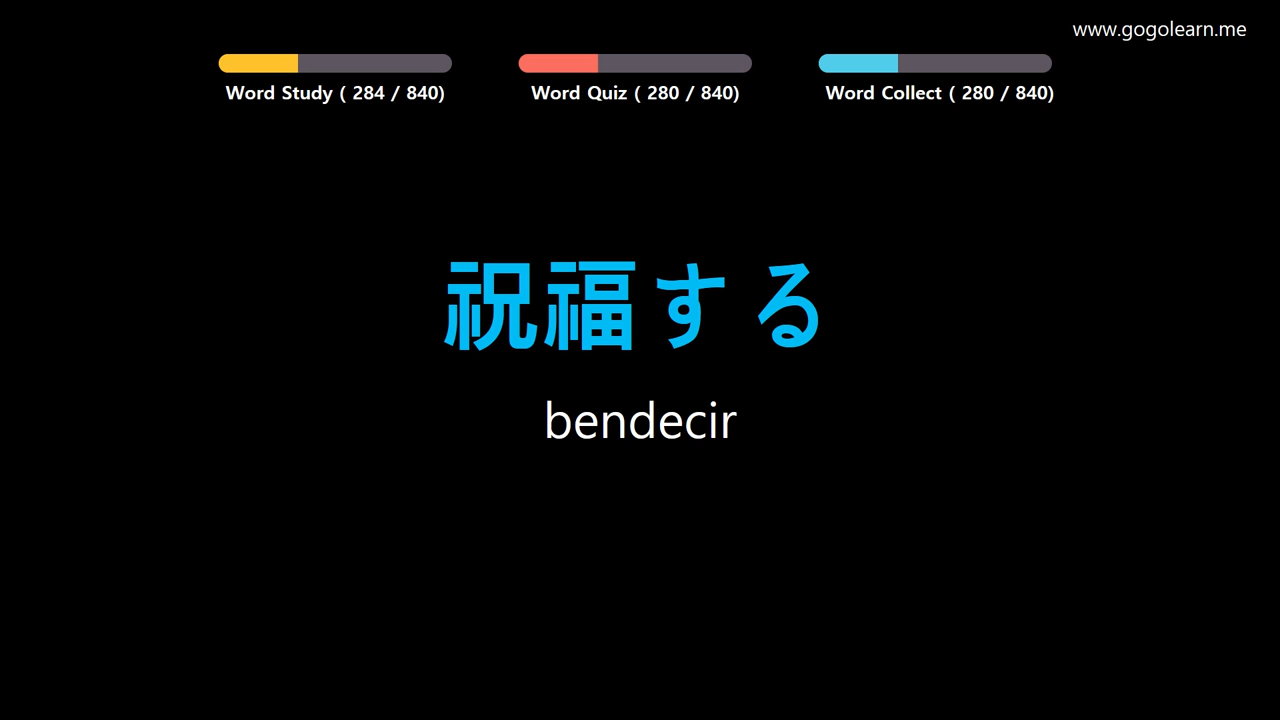 www.gogolearn.me
Word Study ( 284 / 840)
Word Quiz ( 280 / 840)
Word Collect ( 280 / 840)
祝福する
bendecir